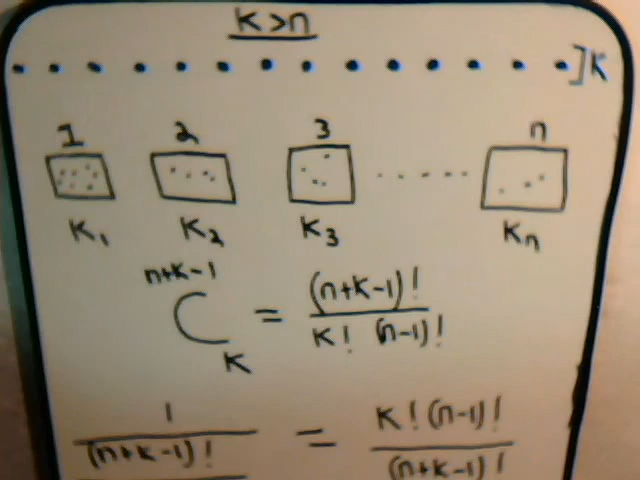 K>n
]K
1 2 3 n
K₁ K₂ K₃ ...... Kₙ
n+K-1
C = (n+K-1)! / K! (n-1)!
K
1 / (n+K-1)! = K! (n-1)! / (n+K-1)!